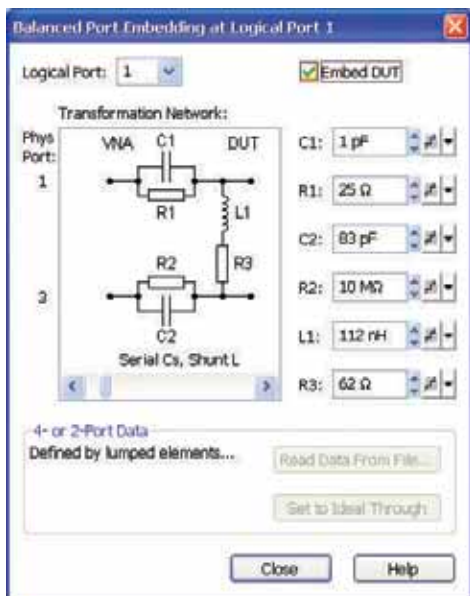 Balanced Port Embedding at Logical Port 1
Logical Port: 1
Embed DUT
Transformation Network:
Phys Port:
VNA C1 DUT
1
R1
L1
R2
R3
3
C2
Serial Cs, Shunt L
C1: 1 pF
R1: 25 Ω
C2: 83 pF
R2: 10 MΩ
L1: 112 nH
R3: 62 Ω
4- or 2-Port Data
Defined by lumped elements...
Read Data From File...
Set to Ideal Through
Close
Help